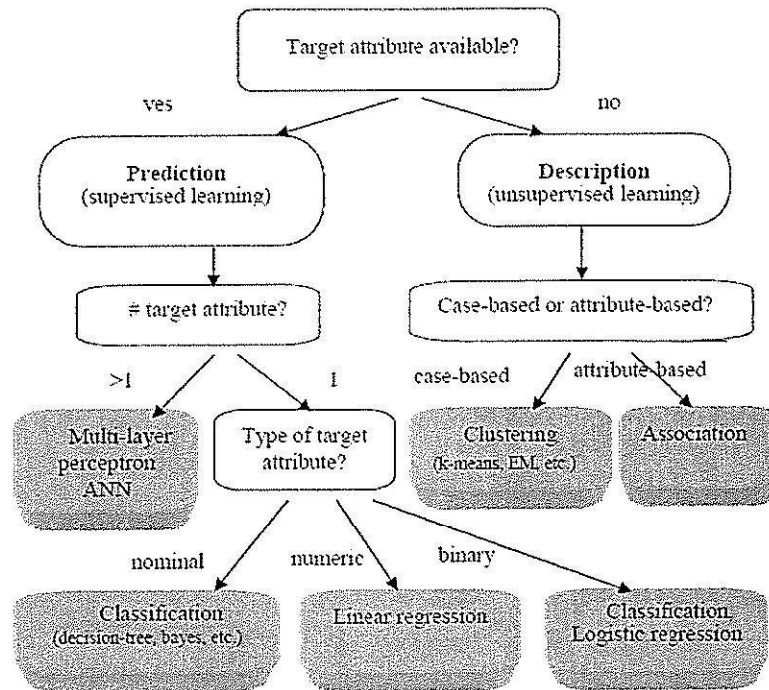 Target attribute available?
yes
no
Prediction
(supervised learning)
Description
(unsupervised learning)
# target attribute?
Case-based or attribute-based?
>1
1
case-based
attribute-based
Multi-layer
perceptron
ANN
Type of target
attribute?
Clustering
(k-means, EM, etc.)
Association
nominal
numeric
binary
Classification
(decision-tree, bayes, etc.)
Linear regression
Classification
Logistic regression